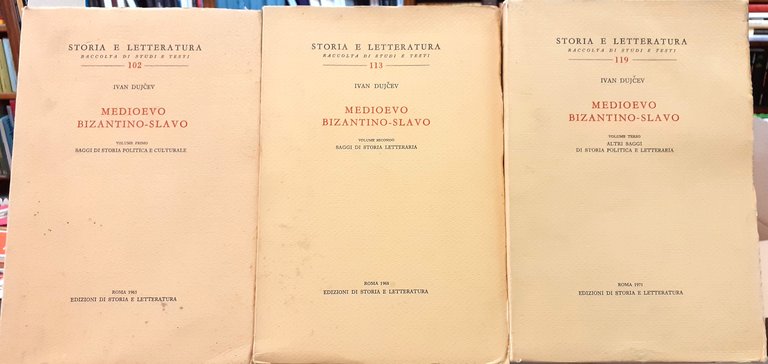 STORIA E LETTERATURA
RACCOLTA DI STUDI E TESTI
102
IVAN DUJČEV
MEDIOEVO
BIZANTINO-SLAVO
VOLUME PRIMO
SAGGI DI STORIA POLITICA E CULTURALE
ROMA 1965
EDIZIONI DI STORIA E LETTERATURA
STORIA E LETTERATURA
RACCOLTA DI STUDI E TESTI
113
IVAN DUJČEV
MEDIOEVO
BIZANTINO-SLAVO
VOLUME SECONDO
SAGGI DI STORIA LETTERARIA
ROMA 1968
EDIZIONI DI STORIA E LETTERATURA
STORIA E LETTERATURA
RACCOLTA DI STUDI E TESTI
119
IVAN DUJČEV
MEDIOEVO
BIZANTINO-SLAVO
VOLUME TERZO
ALTRI SAGGI
DI STORIA POLITICA E LETERARIA
ROMA 1971
EDIZIONI DI STORIA E LETTERATURA